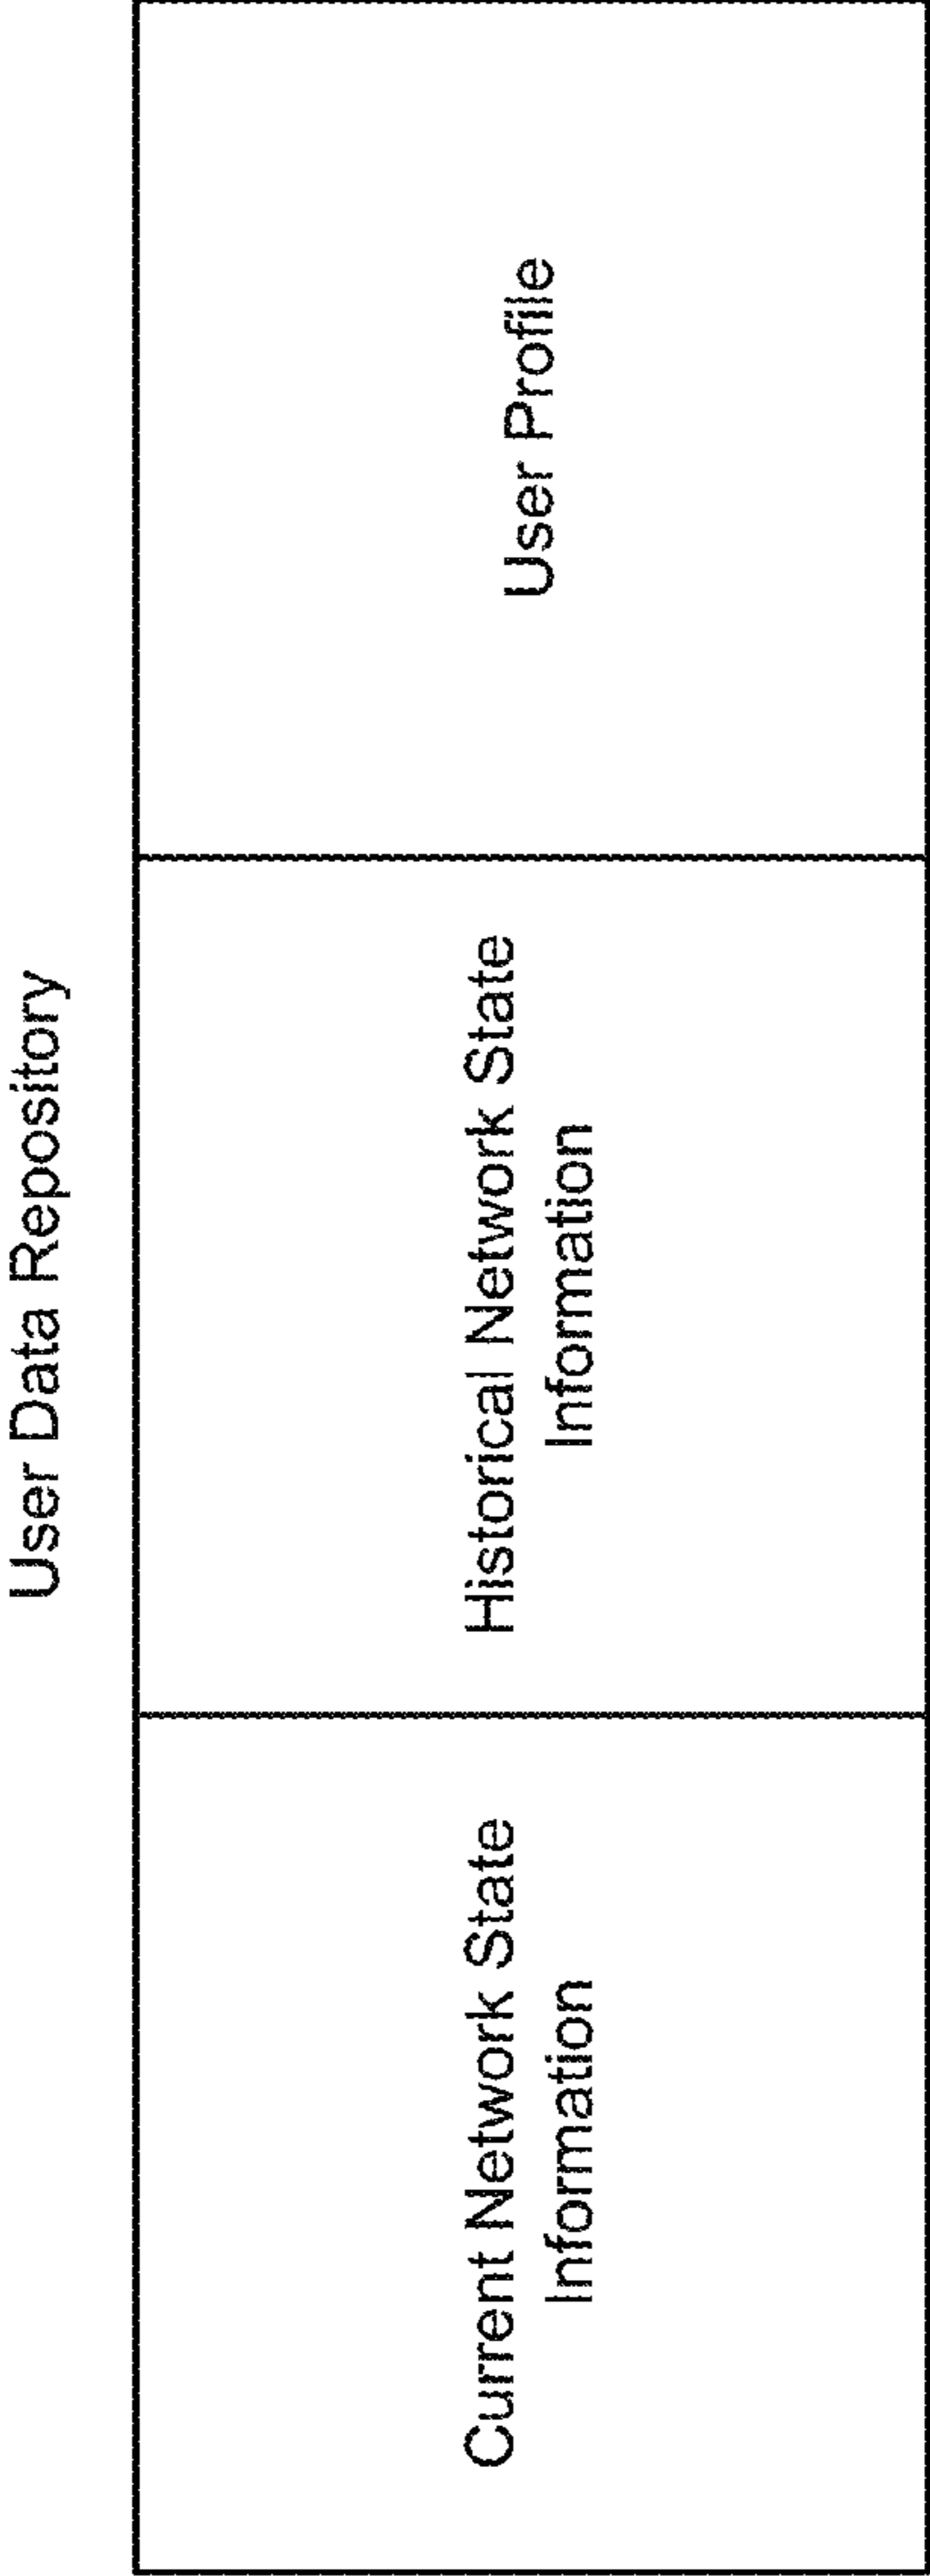 User Data Repository
Current Network State
Information
Historical Network State
Information
User Profile